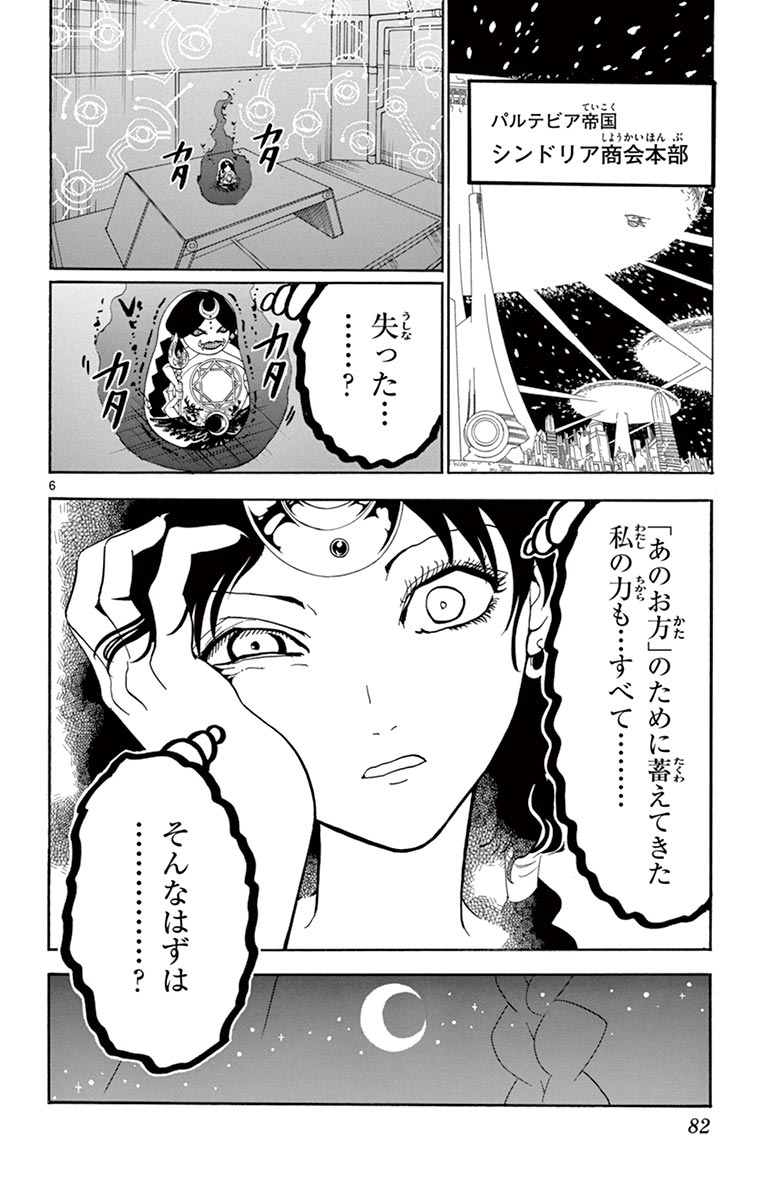 パルテビア帝国
シンドリア商会本部
カタ
カタ
カタ
カタ
失った…
………?
6
「あのお方」のために蓄えてきた
私の力も…すべて…………
そんなはずは
……………?
82